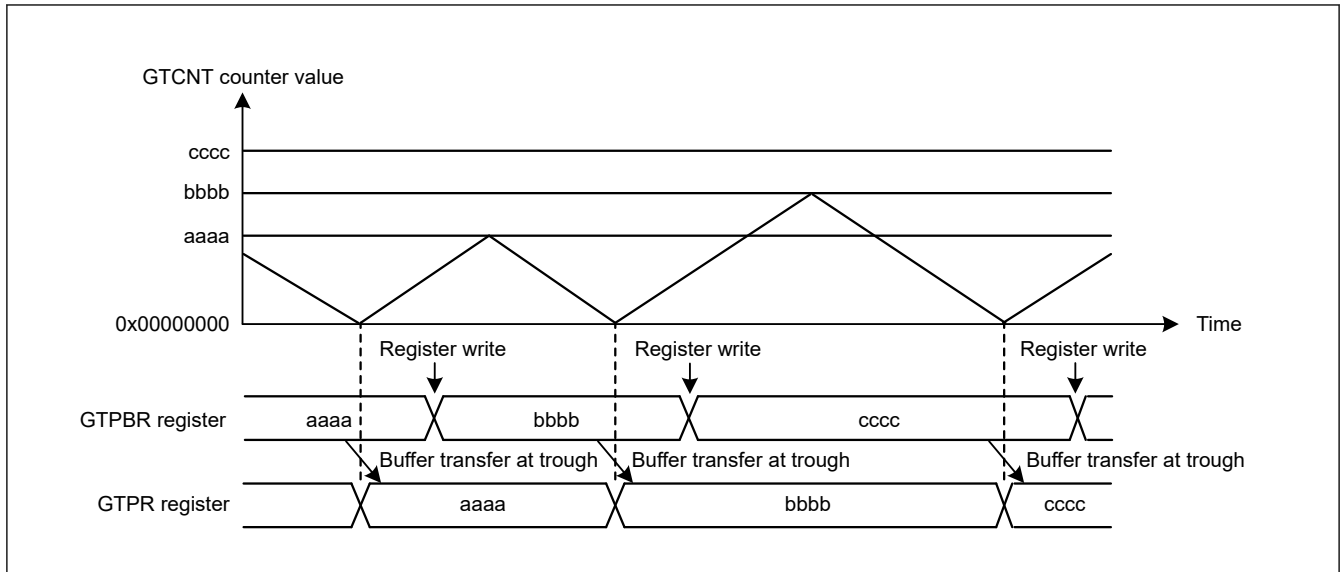 GTCNT counter value
cccc
bbbb
aaaa
0x00000000
Time
Register write Register write Register write
GTPBR register aaaa bbbb cccc
Buffer transfer at trough Buffer transfer at trough Buffer transfer at trough
GTPR register aaaa bbbb cccc